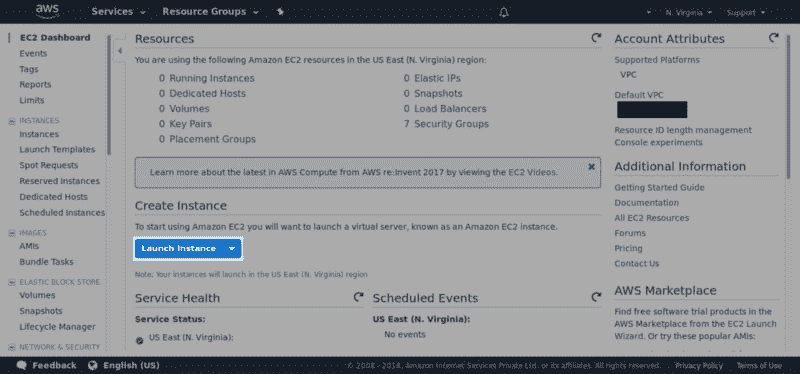 aws Services Resource Groups N. Virginia Support
EC2 Dashboard
Events
Tags
Reports
Limits
INSTANCES
Instances
Launch Templates
Spot Requests
Reserved Instances
Dedicated Hosts
Scheduled Instances
IMAGES
AMIs
Bundle Tasks
ELASTIC BLOCK STORE
Volumes
Snapshots
Lifecycle Manager
NETWORK & SECURITY
Resources
You are using the following Amazon EC2 resources in the US East (N. Virginia) region:
0 Running Instances
0 Elastic IPs
0 Dedicated Hosts
0 Snapshots
0 Volumes
0 Load Balancers
0 Key Pairs
7 Security Groups
0 Placement Groups
Learn more about the latest in AWS Compute from AWS re:Invent 2017 by viewing the EC2 Videos.
Create Instance
To start using Amazon EC2 you will want to launch a virtual server, known as an Amazon EC2 instance.
Launch Instance
Note: Your instances will launch in the US East (N. Virginia) region
Service Health
Service Status:
US East (N. Virginia):
Scheduled Events
US East (N. Virginia):
No events
Account Attributes
Supported Platforms
VPC
Default VPC
Resource ID length management
Console experiments
Additional Information
Getting Started Guide
Documentation
All EC2 Resources
Forums
Pricing
Contact Us
AWS Marketplace
Find free software trial products in the
AWS Marketplace from the EC2 Launch
Wizard. Or try these popular AMIs:
Feedback English (US) © 2008 - 2018, Amazon Internet Services Private Ltd. or its affiliates. All rights reserved. Privacy Policy Terms of Use